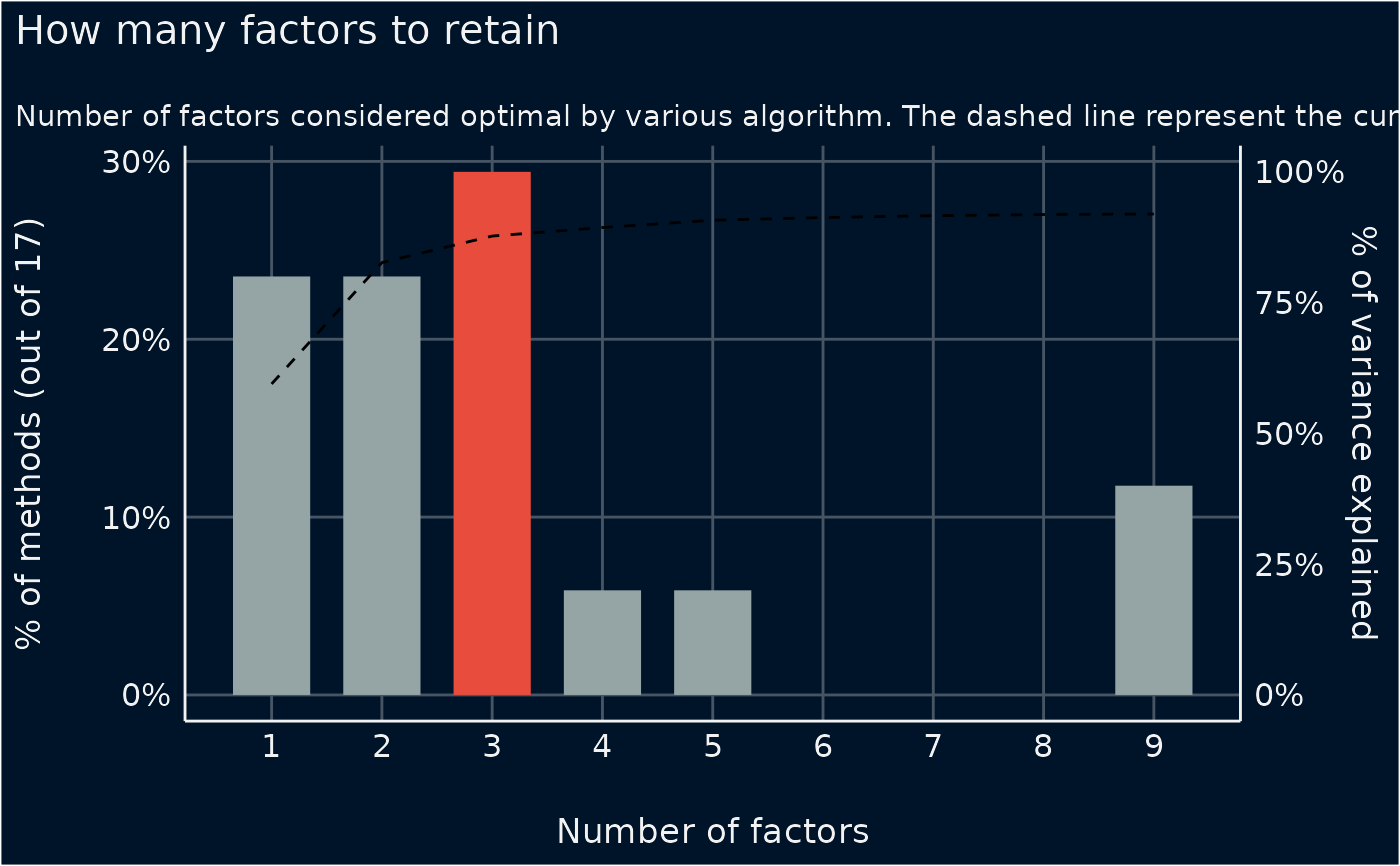 How many factors to retain
Number of factors considered optimal by various algorithm. The dashed line represent the
30%
20%
10%
0%
% of methods (out of 17)
100%
75%
50%
25%
0%
% of variance explained
1 2 3 4 5 6 7 8 9
Number of factors